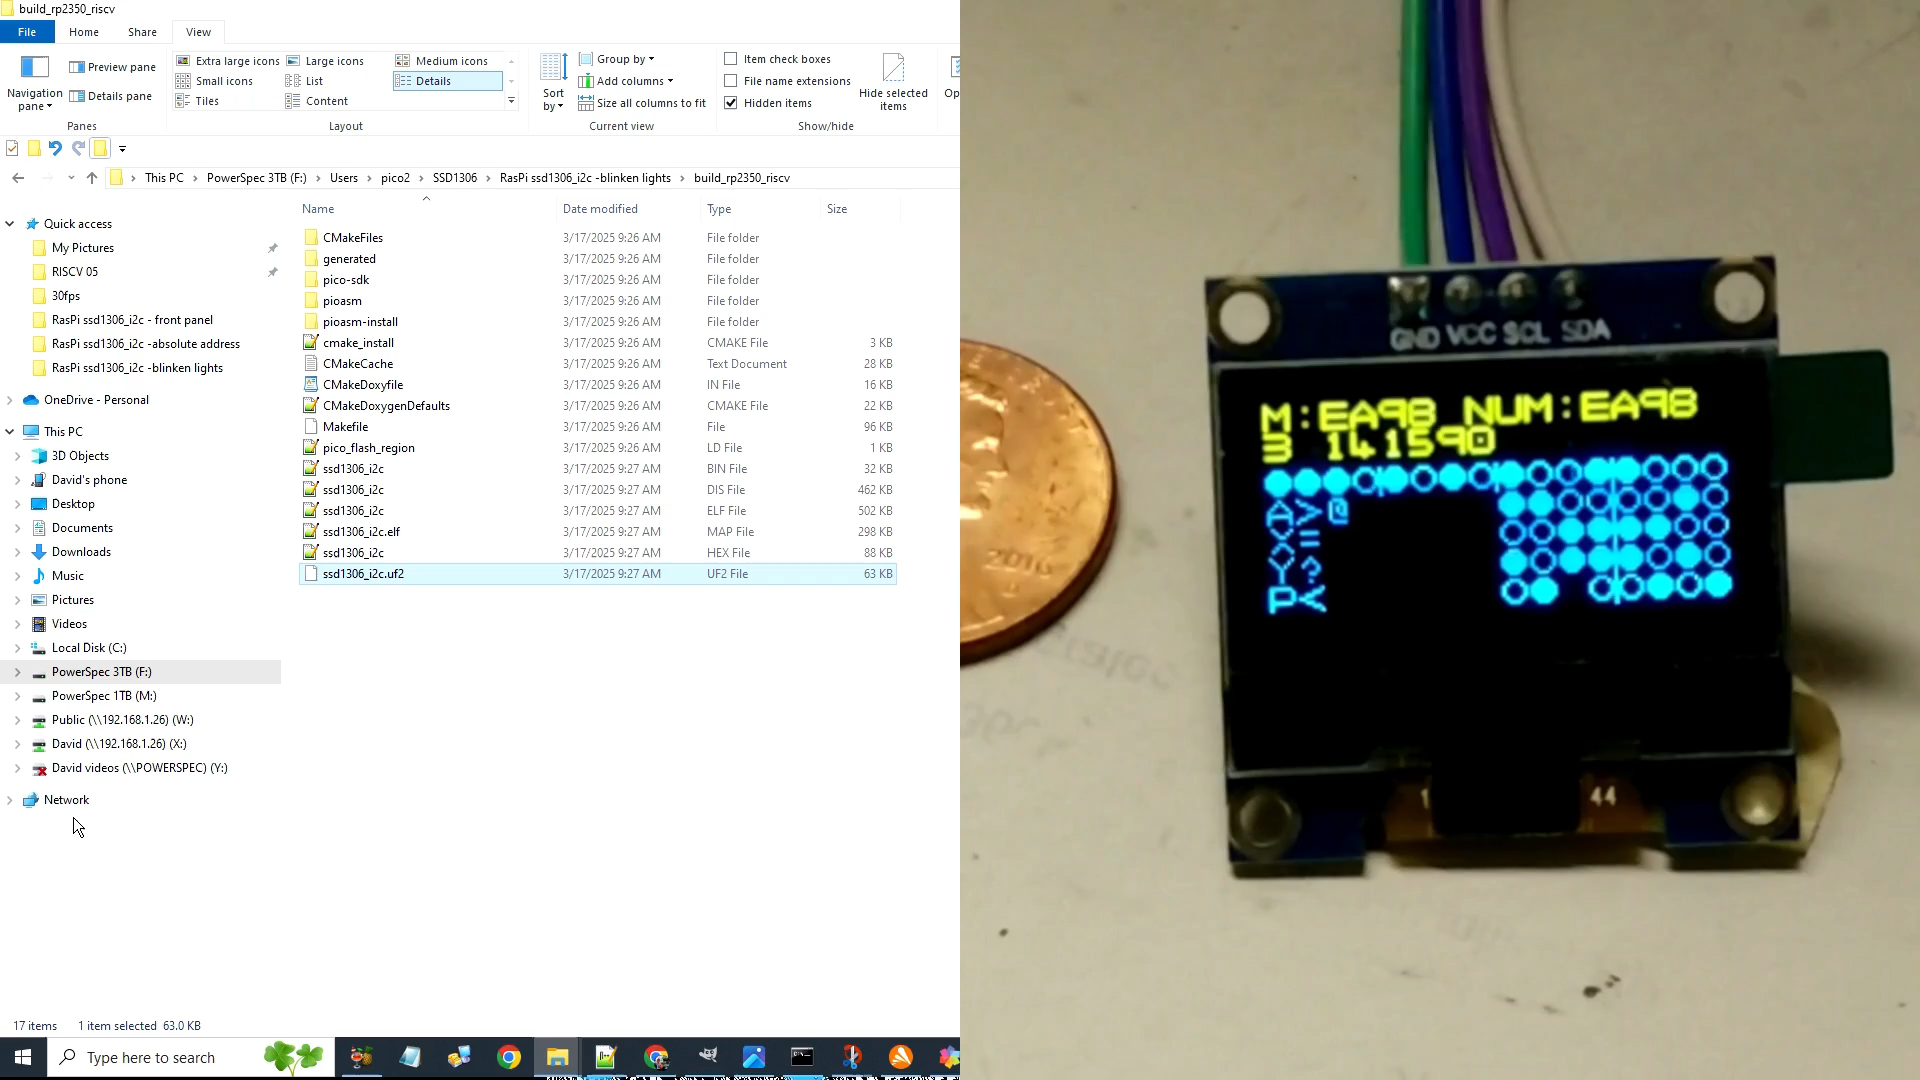 build_rp2350_riscv
File Home Share View
Preview pane
Details pane
Navigation pane
Panes
Extra large icons Large icons Medium icons
Small icons List Details
Tiles Content
Layout
Sort by
Group by
Add columns
Size all columns to fit
Current view
Item check boxes
File name extensions
Hidden items
Hide selected items
Show/hide
This PC PowerSpec 3TB (F:) Users pico2 SSD1306 RasPi ssd1306_i2c -blinken lights build_rp2350_riscv
Quick access
My Pictures
RISCV 05
30fps
RasPi ssd1306_i2c - front panel
RasPi ssd1306_i2c -absolute address
RasPi ssd1306_i2c -blinken lights
OneDrive - Personal
This PC
3D Objects
David's phone
Desktop
Documents
Downloads
Music
Pictures
Videos
Local Disk (C:)
PowerSpec 3TB (F:)
PowerSpec 1TB (M:)
Public (\\192.168.1.26) (W:)
David (\\192.168.1.26) (X:)
David videos (\\POWERSPEC) (Y:)
Network
Name Date modified Type Size
CMakeFiles 3/17/2025 9:26 AM File folder
generated 3/17/2025 9:26 AM File folder
pico-sdk 3/17/2025 9:26 AM File folder
pioasm 3/17/2025 9:26 AM File folder
pioasm-install 3/17/2025 9:26 AM File folder
cmake_install 3/17/2025 9:26 AM CMAKE File 3 KB
CMakeCache 3/17/2025 9:26 AM Text Document 28 KB
CMakeDoxyfile 3/17/2025 9:26 AM IN File 16 KB
CMakeDoxygenDefaults 3/17/2025 9:26 AM CMAKE File 22 KB
Makefile 3/17/2025 9:26 AM File 96 KB
pico_flash_region 3/17/2025 9:26 AM LD File 1 KB
ssd1306_i2c 3/17/2025 9:27 AM BIN File 32 KB
ssd1306_i2c 3/17/2025 9:27 AM DIS File 462 KB
ssd1306_i2c 3/17/2025 9:27 AM ELF File 502 KB
ssd1306_i2c.elf 3/17/2025 9:27 AM MAP File 298 KB
ssd1306_i2c 3/17/2025 9:27 AM HEX File 88 KB
ssd1306_i2c.uf2 3/17/2025 9:27 AM UF2 File 63 KB
17 items 1 item selected 63.0 KB
Type here to search
GND VCC SCL SDA
M:EA98 NUM:EA98
3 141590
2016
44